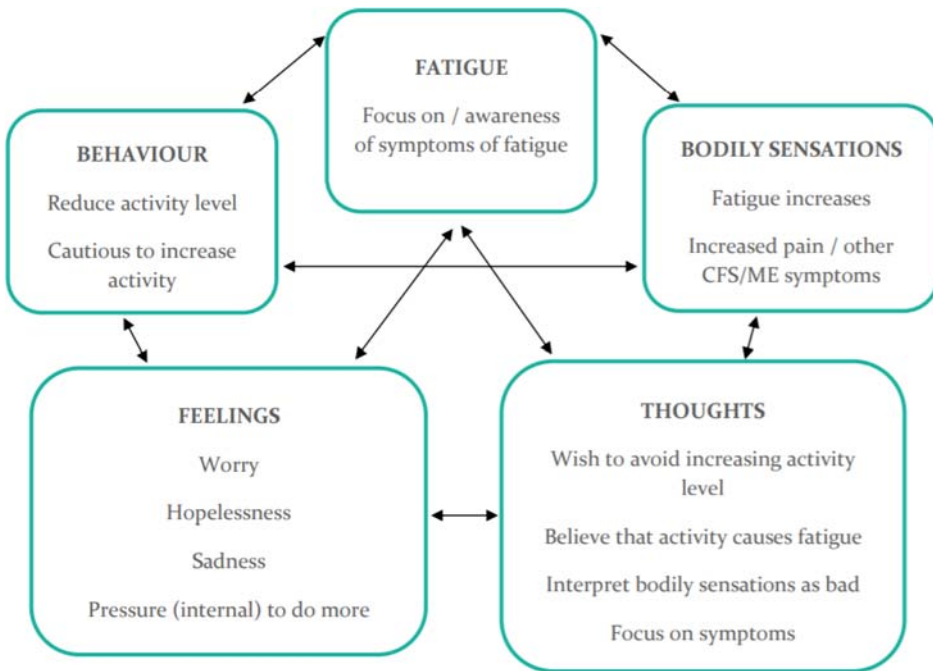 FATIGUE
Focus on / awareness
of symptoms of fatigue
BEHAVIOUR
Reduce activity level
Cautious to increase
activity
BODILY SENSATIONS
Fatigue increases
Increased pain / other
CFS/ME symptoms
FEELINGS
Worry
Hopelessness
Sadness
Pressure (internal) to do more
THOUGHTS
Wish to avoid increasing activity
level
Believe that activity causes fatigue
Interpret bodily sensations as bad
Focus on symptoms